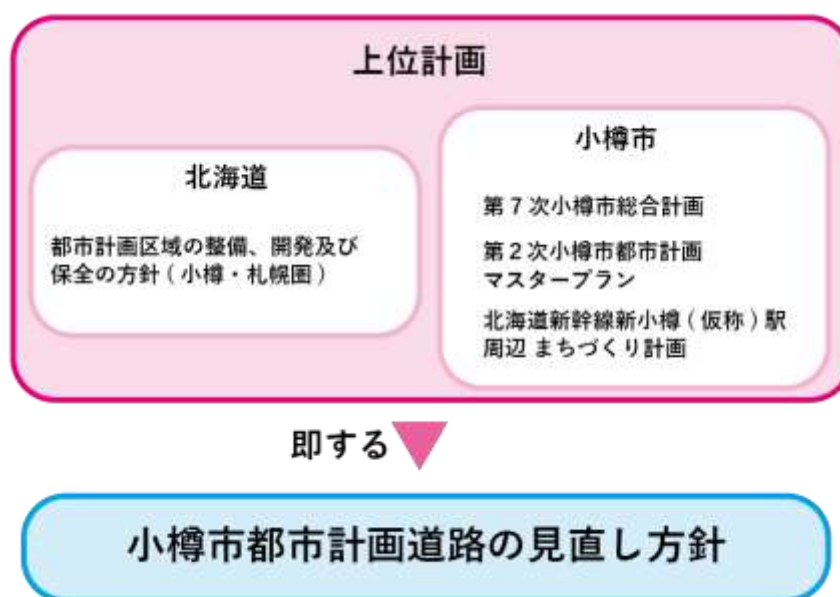 上位計画
北海道
都市計画区域の整備、開発及び
保全の方針 ( 小樽・札幌圏 )
小樽市
第7次小樽市総合計画
第2次小樽市都市計画
マスタープラン
北海道新幹線新小樽 ( 仮称 ) 駅
周辺 まちづくり計画
即する
小樽市都市計画道路の見直し方針